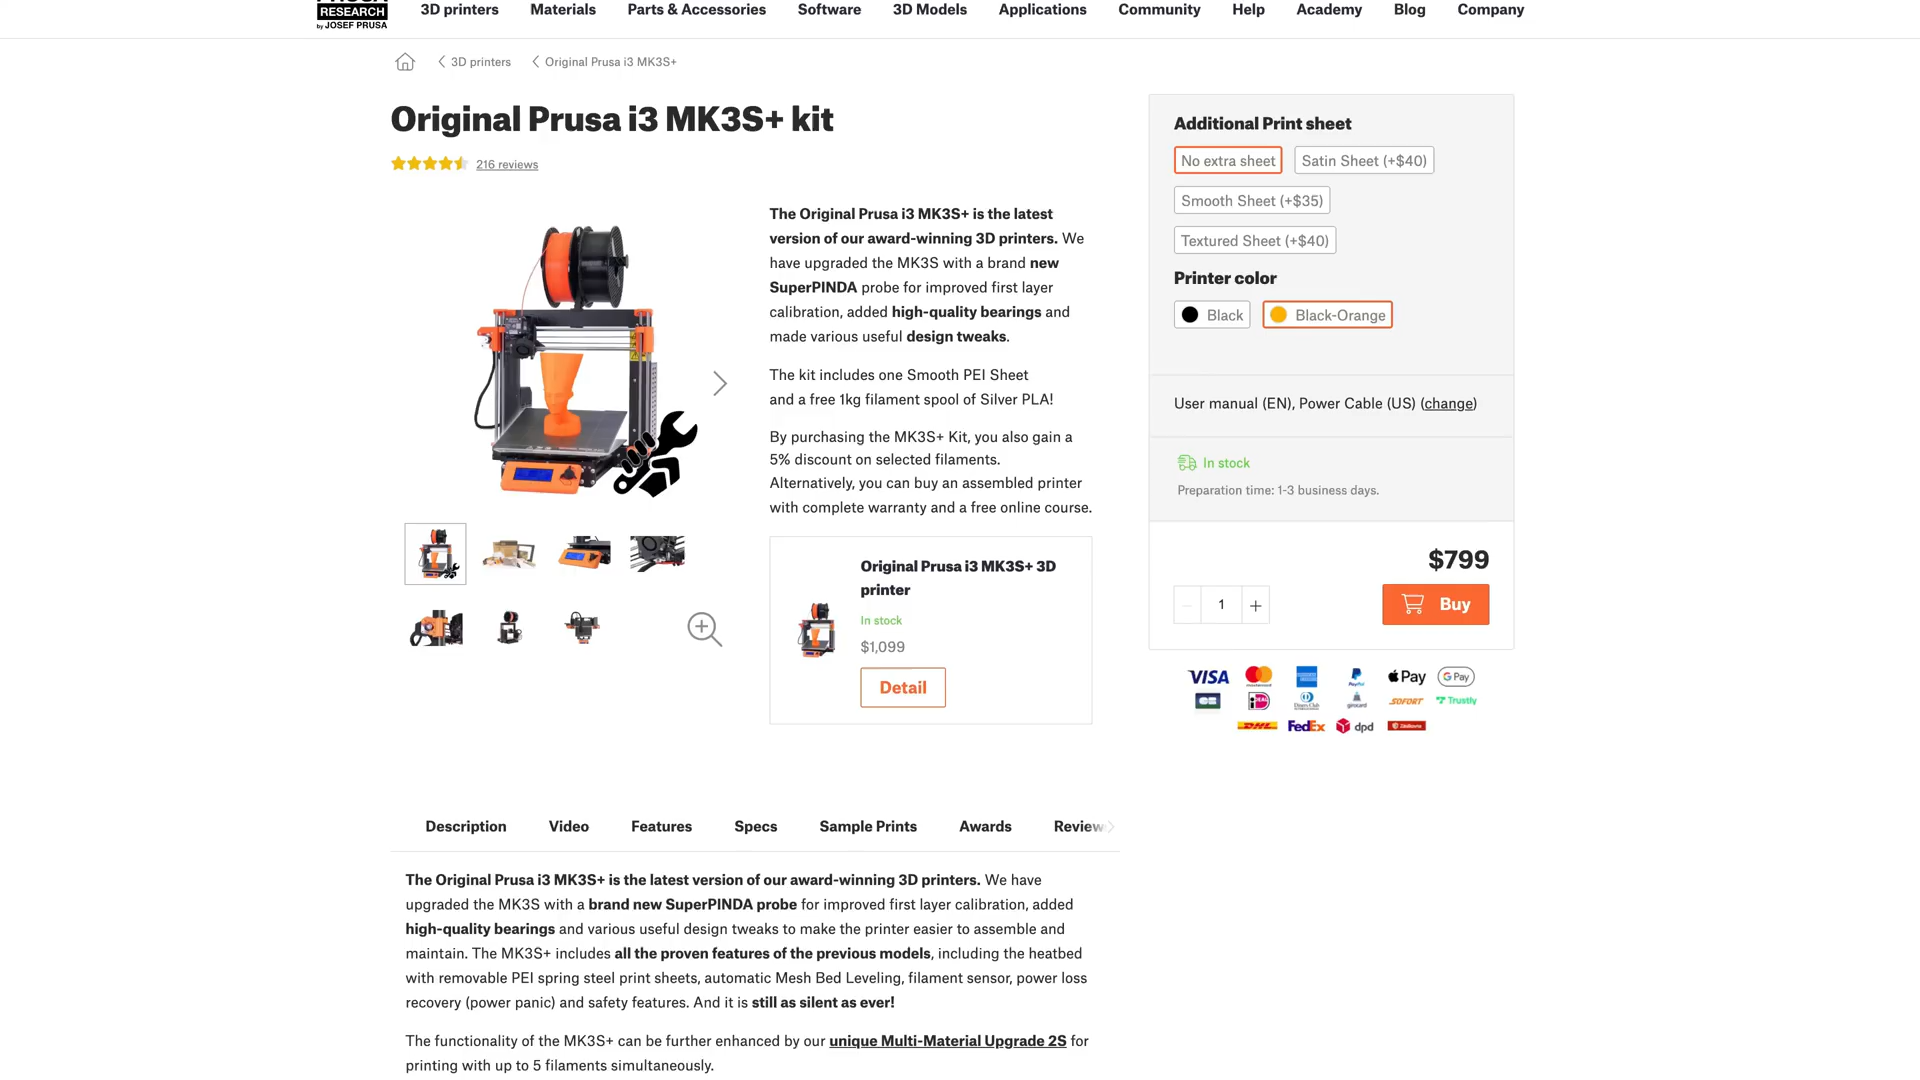 RESEARCH
by JOSEF PRUSA
3D printers
Materials
Parts & Accessories
Software
3D Models
Applications
Community
Help
Academy
Blog
Company
3D printers
Original Prusa i3 MK3S+
Original Prusa i3 MK3S+ kit
216 reviews
The Original Prusa i3 MK3S+ is the latest
version of our award-winning 3D printers. We
have upgraded the MK3S with a brand new
SuperPINDA probe for improved first layer
calibration, added high-quality bearings and
made various useful design tweaks.
The kit includes one Smooth PEI Sheet
and a free 1kg filament spool of Silver PLA!
By purchasing the MK3S+ Kit, you also gain a
5% discount on selected filaments.
Alternatively, you can buy an assembled printer
with complete warranty and a free online course.
Original Prusa i3 MK3S+ 3D
printer
In stock
$1,099
Detail
Additional Print sheet
No extra sheet
Satin Sheet (+$40)
Smooth Sheet (+$35)
Textured Sheet (+$40)
Printer color
Black
Black-Orange
User manual (EN), Power Cable (US) (change)
In stock
Preparation time: 1-3 business days.
$799
1
Buy
VISA
PayPal
Pay
G Pay
iDEAL
Diners Club
girocard
SOFORT
Trustly
DHL
FedEx
dpd
Description
Video
Features
Specs
Sample Prints
Awards
Review
The Original Prusa i3 MK3S+ is the latest version of our award-winning 3D printers. We have
upgraded the MK3S with a brand new SuperPINDA probe for improved first layer calibration, added
high-quality bearings and various useful design tweaks to make the printer easier to assemble and
maintain. The MK3S+ includes all the proven features of the previous models, including the heatbed
with removable PEI spring steel print sheets, automatic Mesh Bed Leveling, filament sensor, power loss
recovery (power panic) and safety features. And it is still as silent as ever!
The functionality of the MK3S+ can be further enhanced by our unique Multi-Material Upgrade 2S for
printing with up to 5 filaments simultaneously.